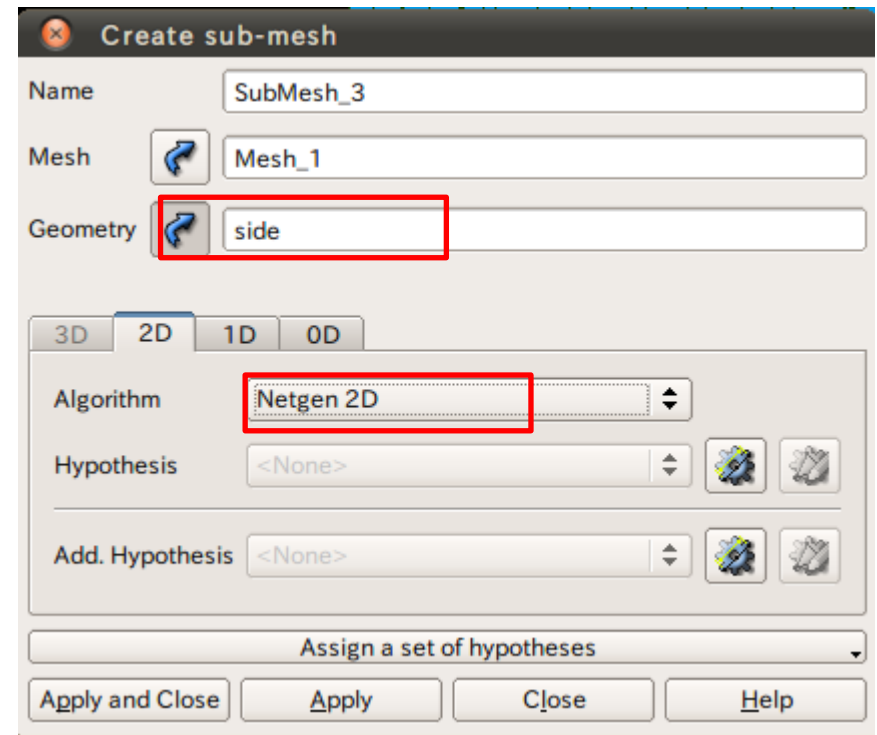 Create sub-mesh
Name SubMesh_3
Mesh Mesh_1
Geometry side
3D 2D 1D 0D
Algorithm Netgen 2D
Hypothesis <None>
Add. Hypothesis <None>
Assign a set of hypotheses
Apply and Close Apply Close Help